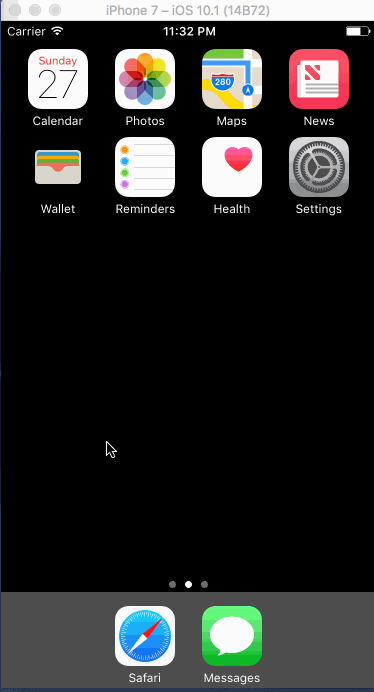 iPhone 7 – iOS 10.1 (14B72)
Carrier 11:32 PM
Sunday
27
280
Calendar Photos Maps News
Wallet Reminders Health Settings
Safari Messages